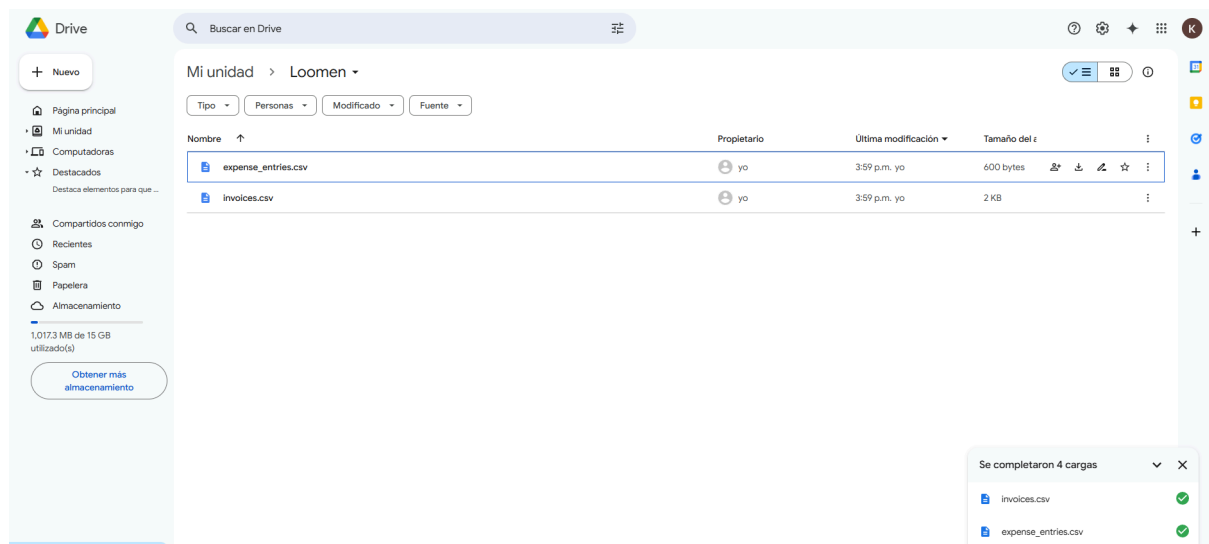 Drive
Buscar en Drive
K
Nuevo
Mi unidad > Loomen
Tipo
Personas
Modificado
Fuente
Página principal
Mi unidad
Computadoras
Destacados
Destaca elementos para que ...
Compartidos conmigo
Recientes
Spam
Papelera
Almacenamiento
1,017.3 MB de 15 GB
utilizado(s)
Obtener más
almacenamiento
Nombre Propietario Última modificación Tamaño del a
expense_entries.csv yo 3:59 p.m. yo 600 bytes
invoices.csv yo 3:59 p.m. yo 2 KB
31
Se completaron 4 cargas
invoices.csv
expense_entries.csv